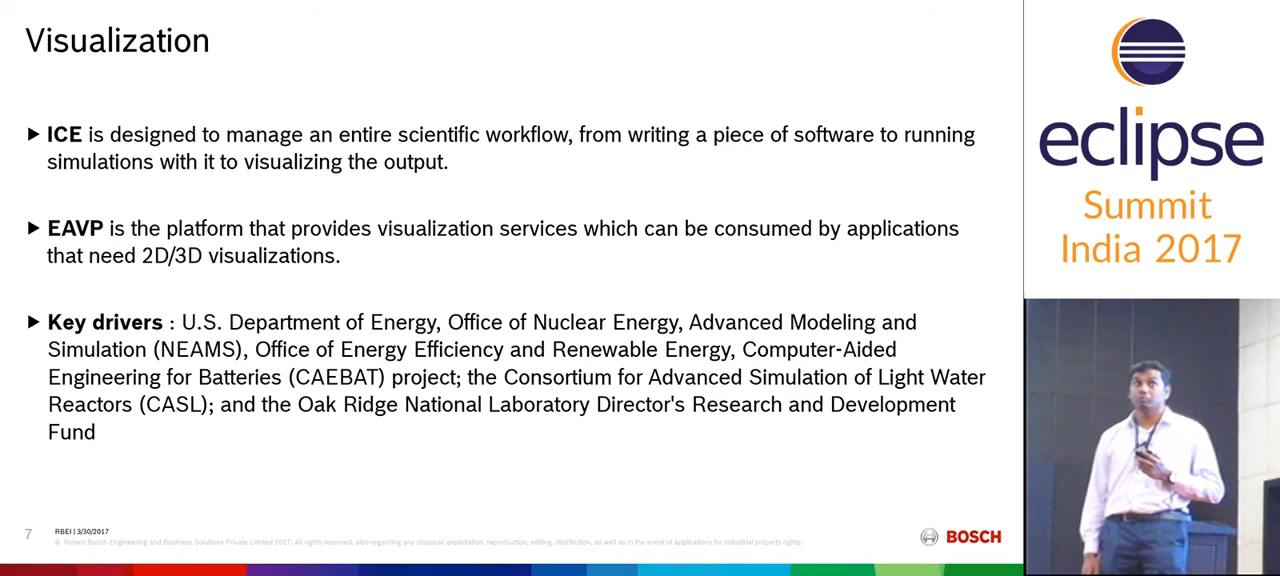 Visualization
ICE is designed to manage an entire scientific workflow, from writing a piece of software to running
simulations with it to visualizing the output.
EAVP is the platform that provides visualization services which can be consumed by applications
that need 2D/3D visualizations.
Key drivers : U.S. Department of Energy, Office of Nuclear Energy, Advanced Modeling and
Simulation (NEAMS), Office of Energy Efficiency and Renewable Energy, Computer-Aided
Engineering for Batteries (CAEBAT) project; the Consortium for Advanced Simulation of Light Water
Reactors (CASL); and the Oak Ridge National Laboratory Director's Research and Development
Fund
7
RBEI | 3/30/2017
© Robert Bosch Engineering and Business Solutions Private Limited 2017. All rights reserved, also regarding any disposal, exploitation, reproduction, editing, distribution, as well as in the event of applications for industrial property rights.
BOSCH
eclipse
Summit
India 2017